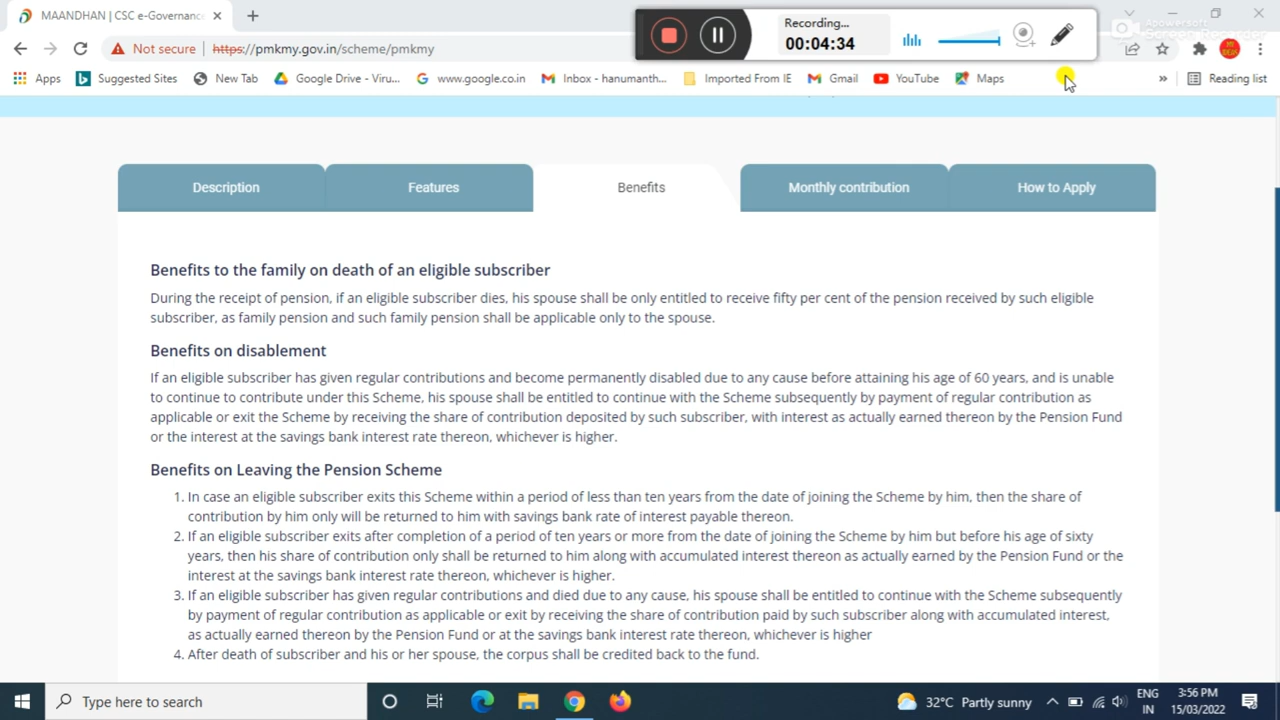 MAANDHAN | CSC e-Governanc
Recording...
00:04:34
Apowersoft
Screen Recorder
Not secure
https://pmkmy.gov.in/scheme/pmkmy
Apps
Suggested Sites
New Tab
Google Drive - Viru...
www.google.co.in
Inbox - hanumanth...
Imported From IE
Gmail
YouTube
Maps
»
Reading list
Description
Features
Benefits
Monthly contribution
How to Apply
Benefits to the family on death of an eligible subscriber
During the receipt of pension, if an eligible subscriber dies, his spouse shall be only entitled to receive fifty per cent of the pension received by such eligible
subscriber, as family pension and such family pension shall be applicable only to the spouse.
Benefits on disablement
If an eligible subscriber has given regular contributions and become permanently disabled due to any cause before attaining his age of 60 years, and is unable
to continue to contribute under this Scheme, his spouse shall be entitled to continue with the Scheme subsequently by payment of regular contribution as
applicable or exit the Scheme by receiving the share of contribution deposited by such subscriber, with interest as actually earned thereon by the Pension Fund
or the interest at the savings bank interest rate thereon, whichever is higher.
Benefits on Leaving the Pension Scheme
1. In case an eligible subscriber exits this Scheme within a period of less than ten years from the date of joining the Scheme by him, then the share of
contribution by him only will be returned to him with savings bank rate of interest payable thereon.
2. If an eligible subscriber exits after completion of a period of ten years or more from the date of joining the Scheme by him but before his age of sixty
years, then his share of contribution only shall be returned to him along with accumulated interest thereon as actually earned by the Pension Fund or the
interest at the savings bank interest rate thereon, whichever is higher.
3. If an eligible subscriber has given regular contributions and died due to any cause, his spouse shall be entitled to continue with the Scheme subsequently
by payment of regular contribution as applicable or exit by receiving the share of contribution paid by such subscriber along with accumulated interest,
as actually earned thereon by the Pension Fund or at the savings bank interest rate thereon, whichever is higher
4. After death of subscriber and his or her spouse, the corpus shall be credited back to the fund.
Type here to search
32°C Partly sunny
ENG
IN
3:56 PM
15/03/2022